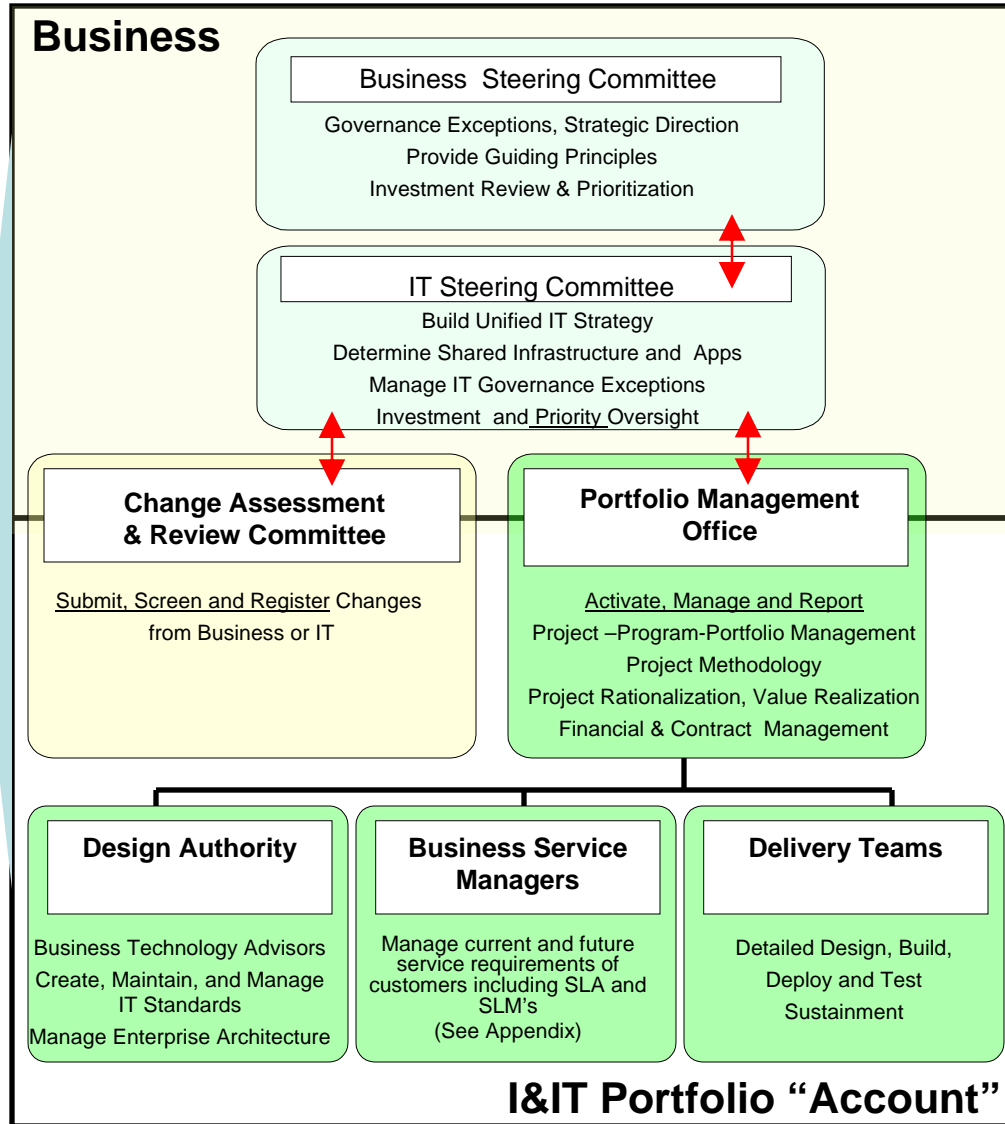 Business
Business Steering Committee
Governance Exceptions, Strategic Direction
Provide Guiding Principles
Investment Review & Prioritization
IT Steering Committee
Build Unified IT Strategy
Determine Shared Infrastructure and Apps
Manage IT Governance Exceptions
Investment and Priority Oversight
Change Assessment
& Review Committee
Submit, Screen and Register Changes
from Business or IT
Portfolio Management
Office
Activate, Manage and Report
Project –Program-Portfolio Management
Project Methodology
Project Rationalization, Value Realization
Financial & Contract Management
Design Authority
Business Technology Advisors
Create, Maintain, and Manage
IT Standards
Manage Enterprise Architecture
Business Service
Managers
Manage current and future
service requirements of
customers including SLA and
SLM's
(See Appendix)
Delivery Teams
Detailed Design, Build,
Deploy and Test
Sustainment
I&IT Portfolio “Account”